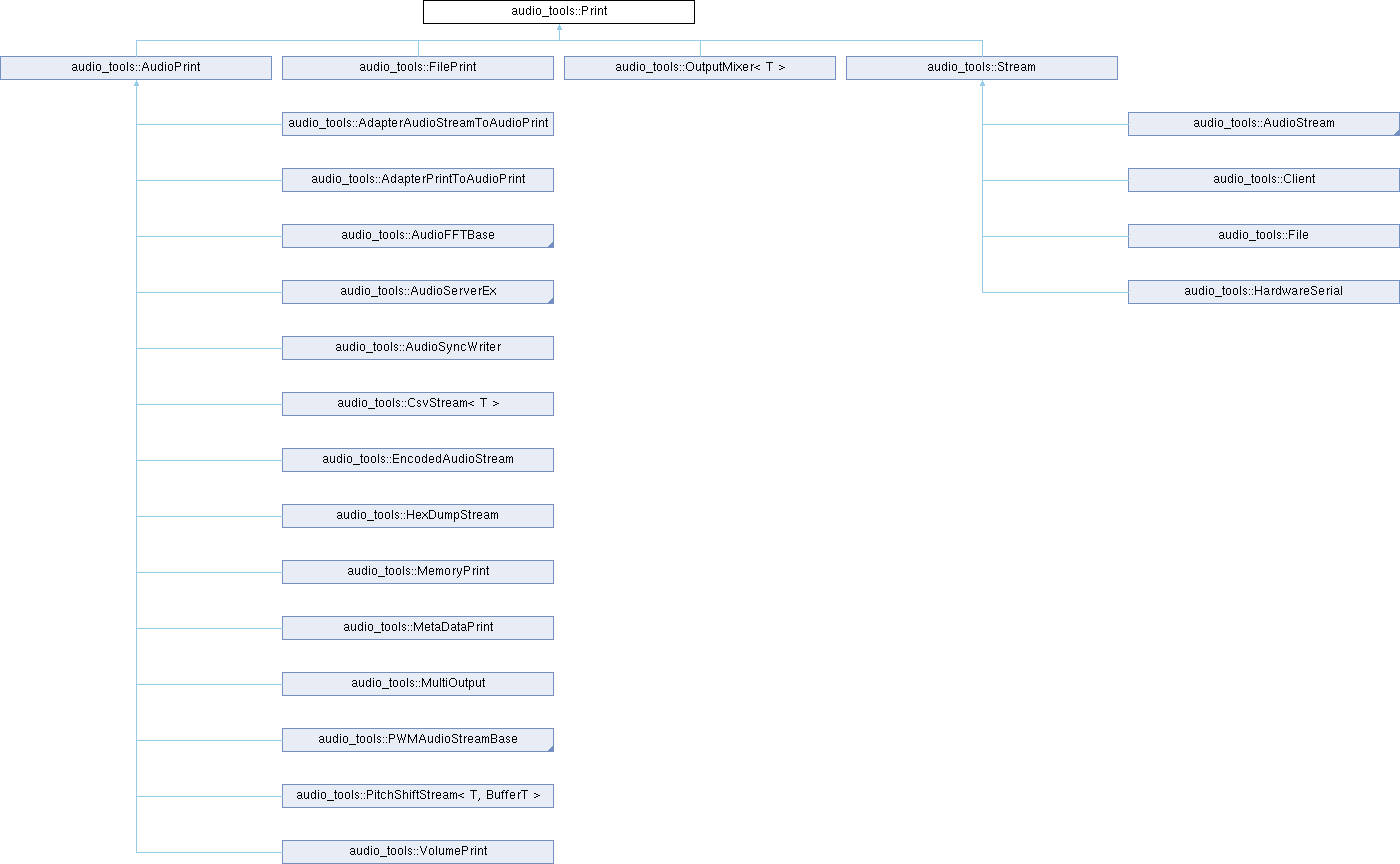 audio_tools::Print
audio_tools::AudioPrint
audio_tools::FilePrint
audio_tools::OutputMixer< T >
audio_tools::Stream
audio_tools::AdapterAudioStreamToAudioPrint
audio_tools::AudioStream
audio_tools::AdapterPrintToAudioPrint
audio_tools::Client
audio_tools::AudioFFTBase
audio_tools::File
audio_tools::AudioServerEx
audio_tools::HardwareSerial
audio_tools::AudioSyncWriter
audio_tools::CsvStream< T >
audio_tools::EncodedAudioStream
audio_tools::HexDumpStream
audio_tools::MemoryPrint
audio_tools::MetaDataPrint
audio_tools::MultiOutput
audio_tools::PWMAudioStreamBase
audio_tools::PitchShiftStream< T, BufferT >
audio_tools::VolumePrint